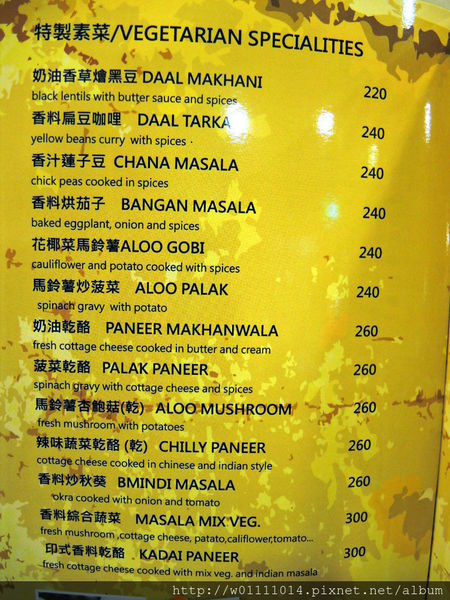 特製素菜/VEGETARIAN SPECIALITIES
奶油香草燴黑豆 DAAL MAKHANI 220
black lentils with butter sauce and spices
香料扁豆咖哩 DAAL TARKA 240
yellow beans curry with spices
香汁蓮子豆 CHANA MASALA 240
chick peas cooked in spices
香料烘茄子 BANGAN MASALA 240
baked eggplant, onion and spices
花椰菜馬鈴薯ALOO GOBI 240
cauliflower and potato cooked with spices
馬鈴薯炒菠菜 ALOO PALAK 240
spinach gravy with potato
奶油乾酪 PANEER MAKHANWALA 260
fresh cottage cheese cooked in butter and cream
菠菜乾酪 PALAK PANEER 260
spinach gravy with cottage cheese and spices
馬鈴薯杏鮑菇(乾) ALOO MUSHROOM 260
fresh mushroom with potatoes
辣味蔬菜乾酪 (乾) CHILLY PANEER 260
cottage cheese cooked in chinese and indian style
香料炒秋葵 BMINDI MASALA 260
okra cooked with onion and tomato
香料綜合蔬菜 MASALA MIX VEG. 300
fresh mushroom ,cottage cheese, patato,califlower,tomato...
印式香料乾酪 KADAI PANEER 300
fresh cottage cheese cooked with mix veg. and indian masala
http://w01111014.pixnet.net/album